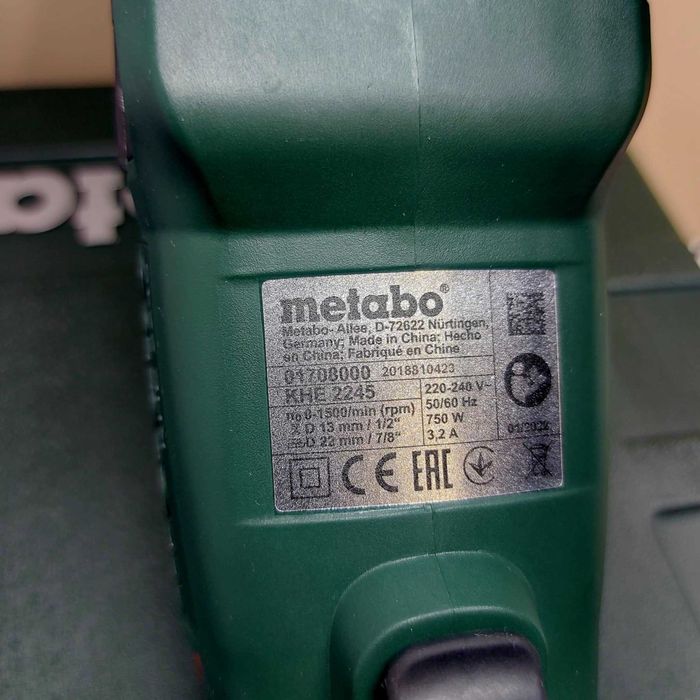 metabo®
Metabo-Allee, D-72622 Nürtingen,
Germany; Made in China; Hecho
en China; Fabriqué en Chine
01708000 2018810423
KHE 2245
n₀ 0-1500/min (rpm)
D 13 mm / 1/2"
D 22 mm / 7/8"
220-240 V~
50/60 Hz
750 W
3,2 A
01/2022
CE EAC
ta